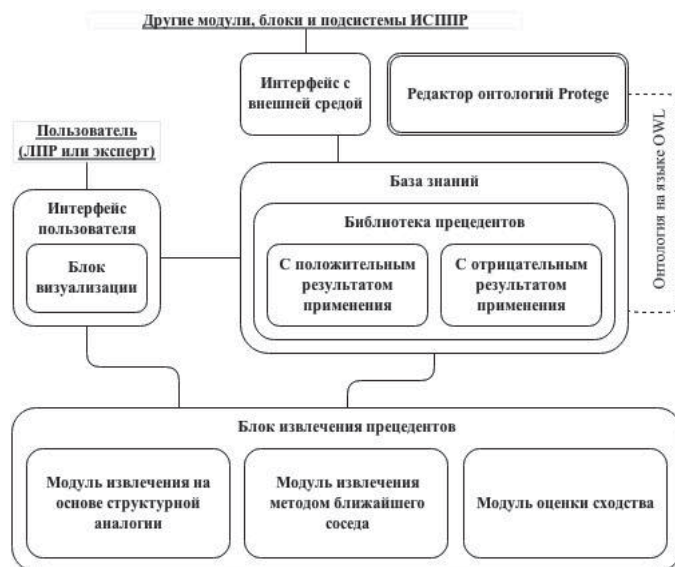 Другие модули, блоки и подсистемы ИСППР
Интерфейс с
внешней средой
Редактор онтологий Protege
Онтология на языке OWL
Пользователь
(ЛПР или эксперт)
База знаний
Интерфейс
пользователя
Библиотека прецедентов
Блок
визуализации
С положительным
результатом
применения
С отрицательным
результатом
применения
Блок извлечения прецедентов
Модуль извлечения на
основе структурной
аналогии
Модуль извлечения
методом ближайшего
соседа
Модуль оценки сходства